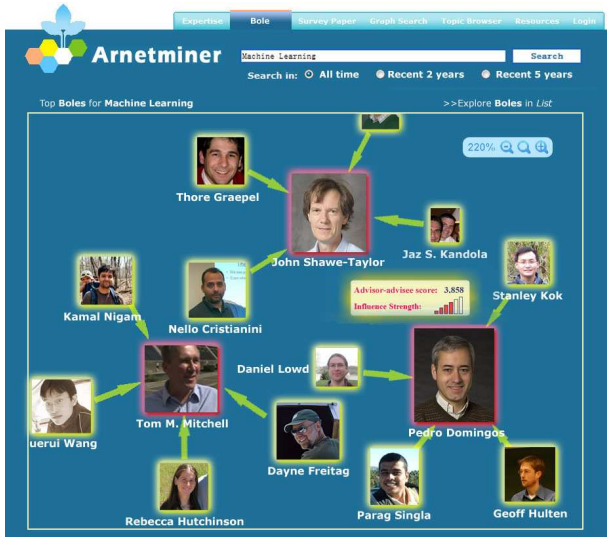 Expertise Bole Survey Paper Graph Search Topic Browser Resources Login
Arnetminer
Machine Learning Search
Search in: All time Recent 2 years Recent 5 years
Top Boles for Machine Learning >>Explore Boles in List
220%
Thore Graepel
John Shawe-Taylor
Jaz S. Kandola
Stanley Kok
Advisor-advisee score: 3,858
Influence Strength:
Kamal Nigam
Nello Cristianini
Daniel Lowd
Tom M. Mitchell
Pedro Domingos
uerui Wang
Dayne Freitag
Rebecca Hutchinson
Parag Singla
Geoff Hulten